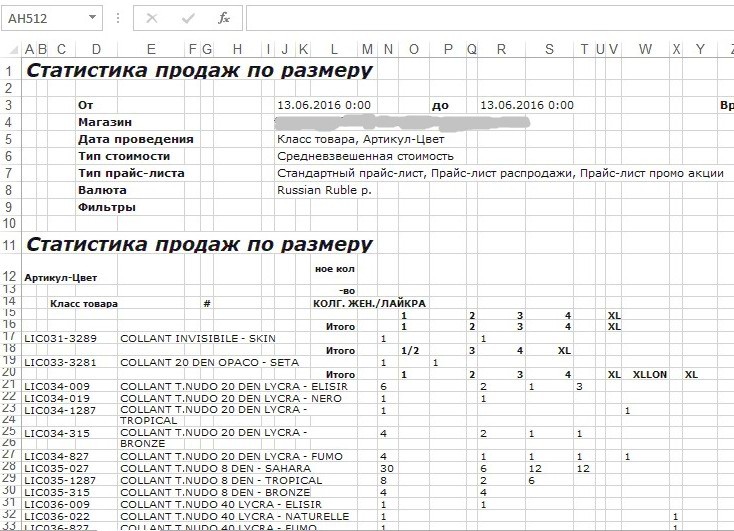 AH512
A B C D E F G H I J K L M N O P Q R S T U V W X Y
1 Статистика продаж по размеру
2
3 От 13.06.2016 0:00 до 13.06.2016 0:00 Вр
4 Магазин
5 Дата проведения Класс товара, Артикул-Цвет
6 Тип стоимости Средневзвешенная стоимость
7 Тип прайс-листа Стандартный прайс-лист, Прайс-лист распродажи, Прайс-лист промо акции
8 Валюта Russian Ruble р.
9 Фильтры
10
11 Статистика продаж по размеру
ное кол
12 Артикул-Цвет
13 -во
14 Класс товара # КОЛГ. ЖЕН./ЛАЙКРА
15 1 2 3 4 XL
16 Итого 1 2 3 4 XL
17 LIC031-3289 COLLANT INVISIBILE - SKIN 1 1
18 Итого 1/2 3 4 XL
19 LIC033-3281 COLLANT 20 DEN OPACO - SETA 1 1
20 Итого 1 2 3 4 XL XLLON XL
21 LIC034-009 COLLANT T.NUDO 20 DEN LYCRA - ELISIR 6 2 1 3
22 LIC034-019 COLLANT T.NUDO 20 DEN LYCRA - NERO 1 1
23 LIC034-1287 COLLANT T.NUDO 20 DEN LYCRA - 1 1
24 TROPICAL
25 LIC034-315 COLLANT T.NUDO 20 DEN LYCRA - 4 2 1 1
26 BRONZE
27 LIC034-827 COLLANT T.NUDO 20 DEN LYCRA - FUMO 4 1 1 1 1
28 LIC035-027 COLLANT T.NUDO 8 DEN - SAHARA 30 6 12 12
29 LIC035-1287 COLLANT T.NUDO 8 DEN - TROPICAL 8 2 6
30 LIC035-315 COLLANT T.NUDO 8 DEN - BRONZE 4 4
31 LIC036-009 COLLANT T.NUDO 40 LYCRA - ELISIR 1 1
32 LIC036-022 COLLANT T.NUDO 40 LYCRA - NATURELLE 1 1
33 LIC036-827 COLLANT T.NUDO 40 LYCRA - FUMO 1 1